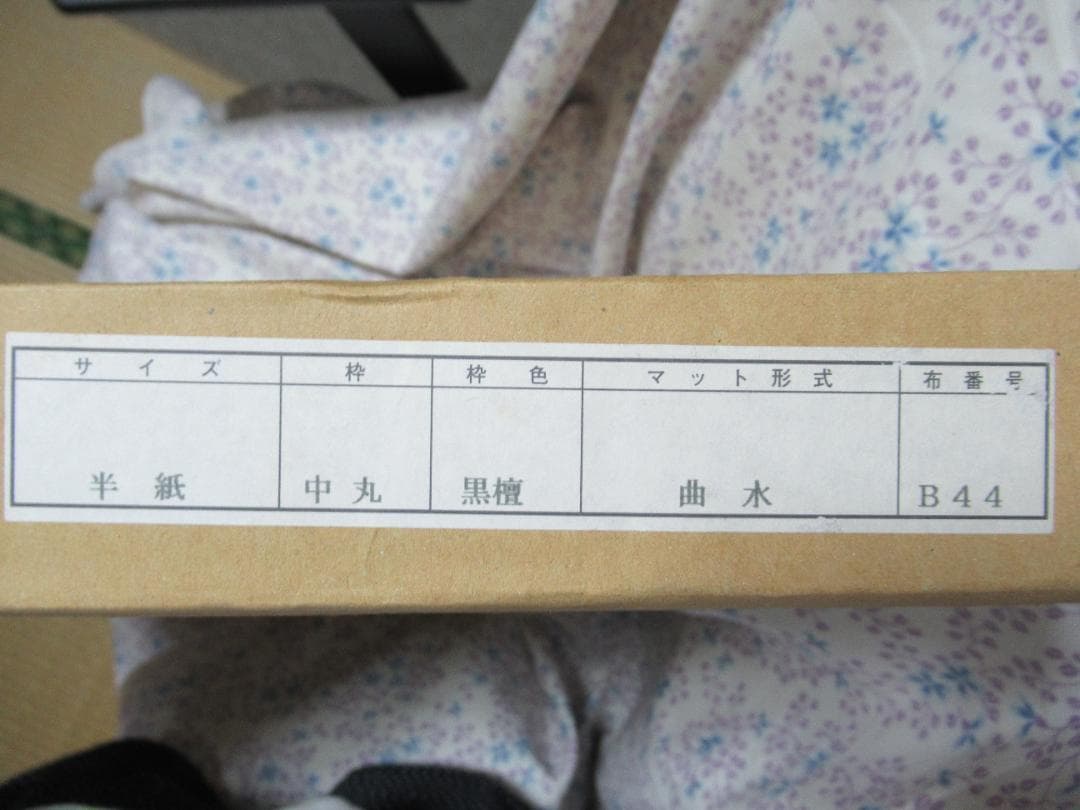 サイズ 枠 枠色 マット形式 布番号
半紙 中丸 黒檀 曲水 B44